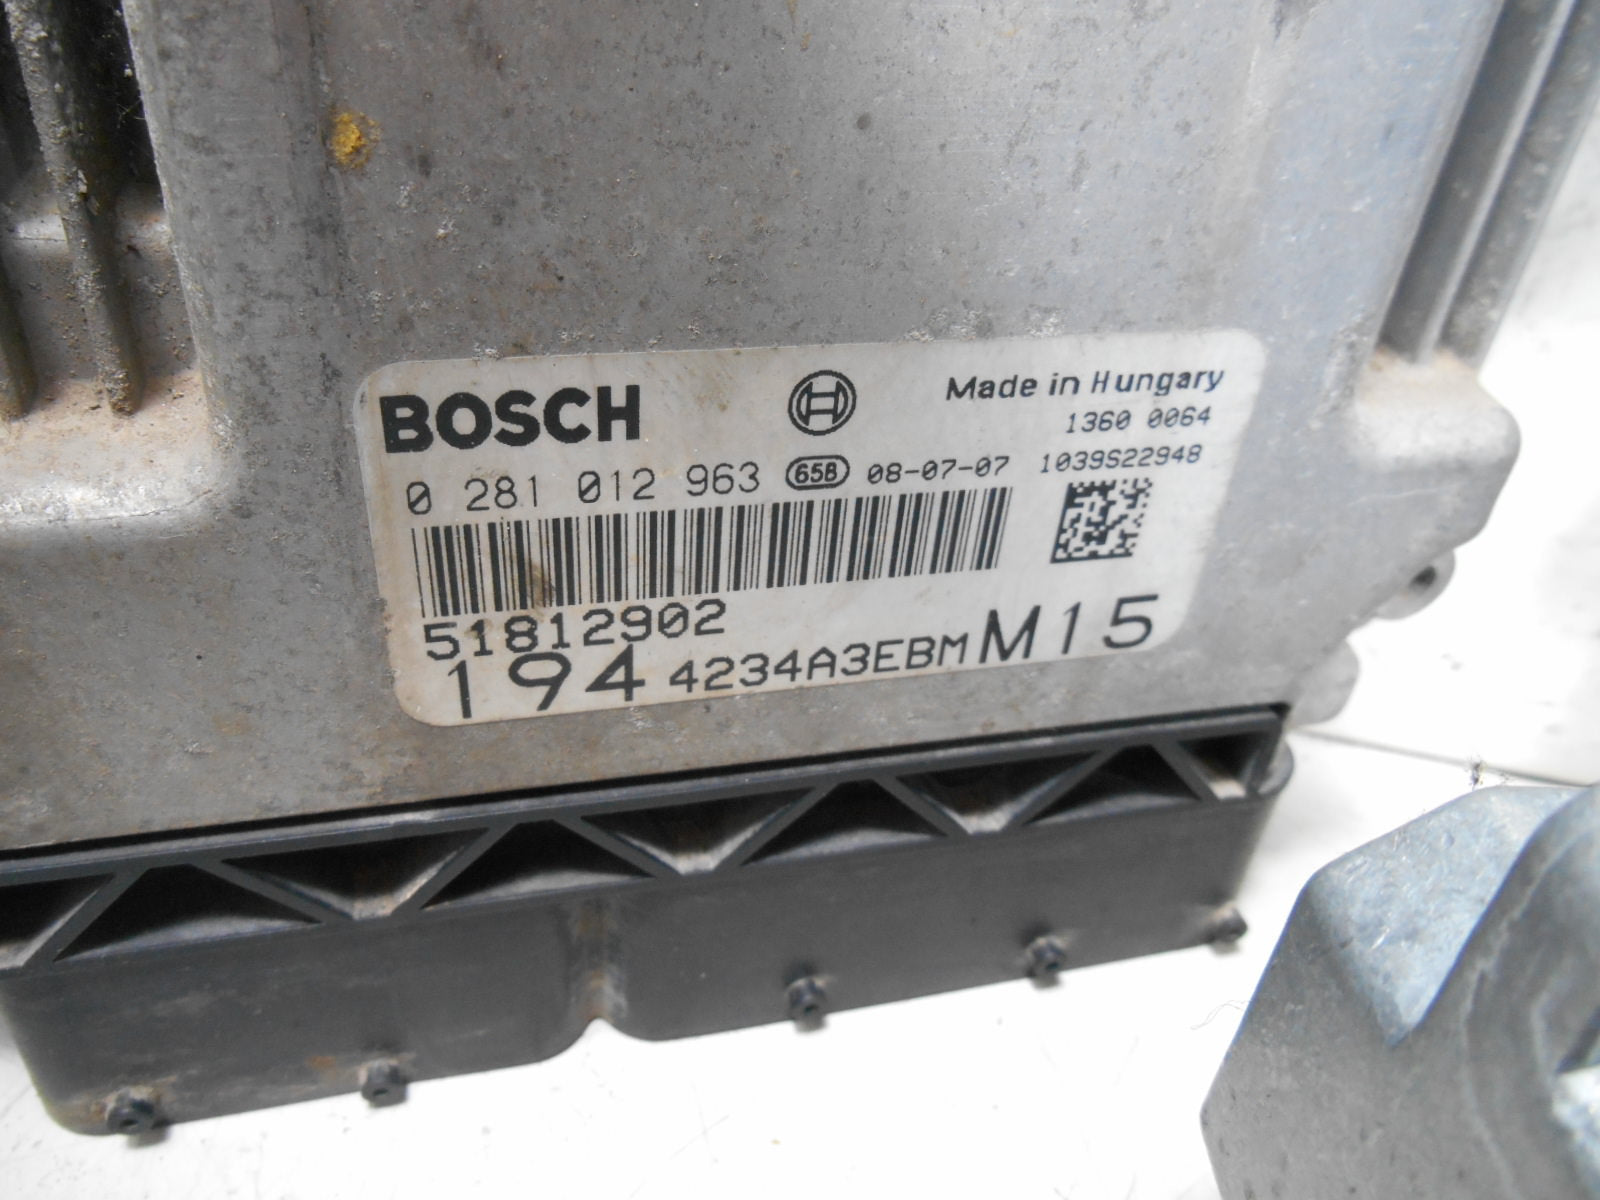 BOSCH
Made in Hungary
1360 0064
0 281 012 963 658 08-07-07 1039S22948
51812902
194 4234A3EBM M15